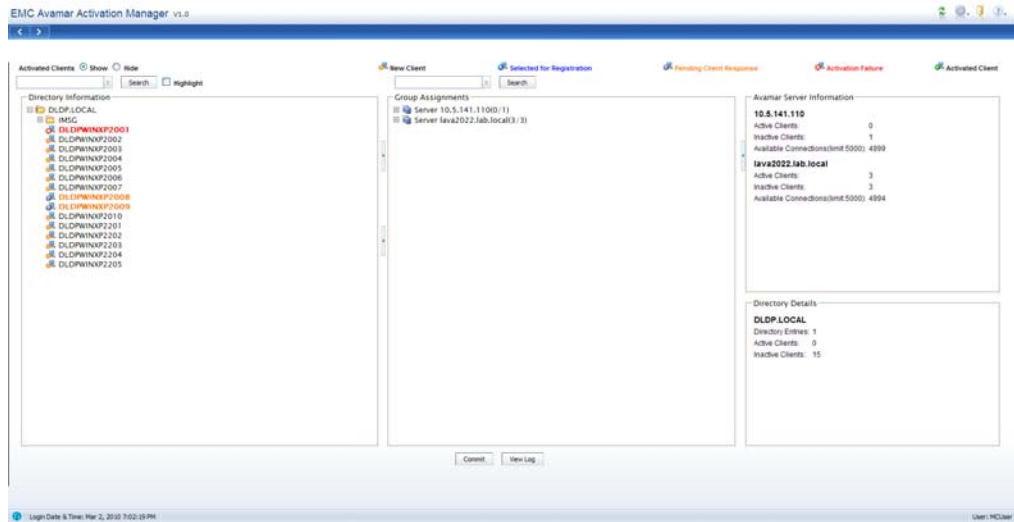 EMC Avamar Activation Manager v1.0
Activated Clients Show Hide
New Client
Selected for Registration
Pending Client Response
Activation Failure
Activated Client
Search Highlight
Search
Directory Information
DLDP.LOCAL
IMSG
DLDPWINXP2001
DLDPWINXP2002
DLDPWINXP2003
DLDPWINXP2004
DLDPWINXP2005
DLDPWINXP2006
DLDPWINXP2007
DLDPWINXP2008
DLDPWINXP2009
DLDPWINXP2010
DLDPWINXP2201
DLDPWINXP2202
DLDPWINXP2203
DLDPWINXP2204
DLDPWINXP2205
Group Assignments
Server 10.5.141.110(0/1)
Server lava2022.lab.local(3/3)
Avamar Server Information
10.5.141.110
Active Clients: 0
Inactive Clients: 1
Available Connections(limit:5000) 4999
lava2022.lab.local
Active Clients: 3
Inactive Clients: 3
Available Connections(limit:5000) 4994
Directory Details
DLDP.LOCAL
Directory Entries: 1
Active Clients: 0
Inactive Clients: 15
Commit View Log
Login Date & Time: Mar 2, 2010 7:02:19 PM
User: MCUser